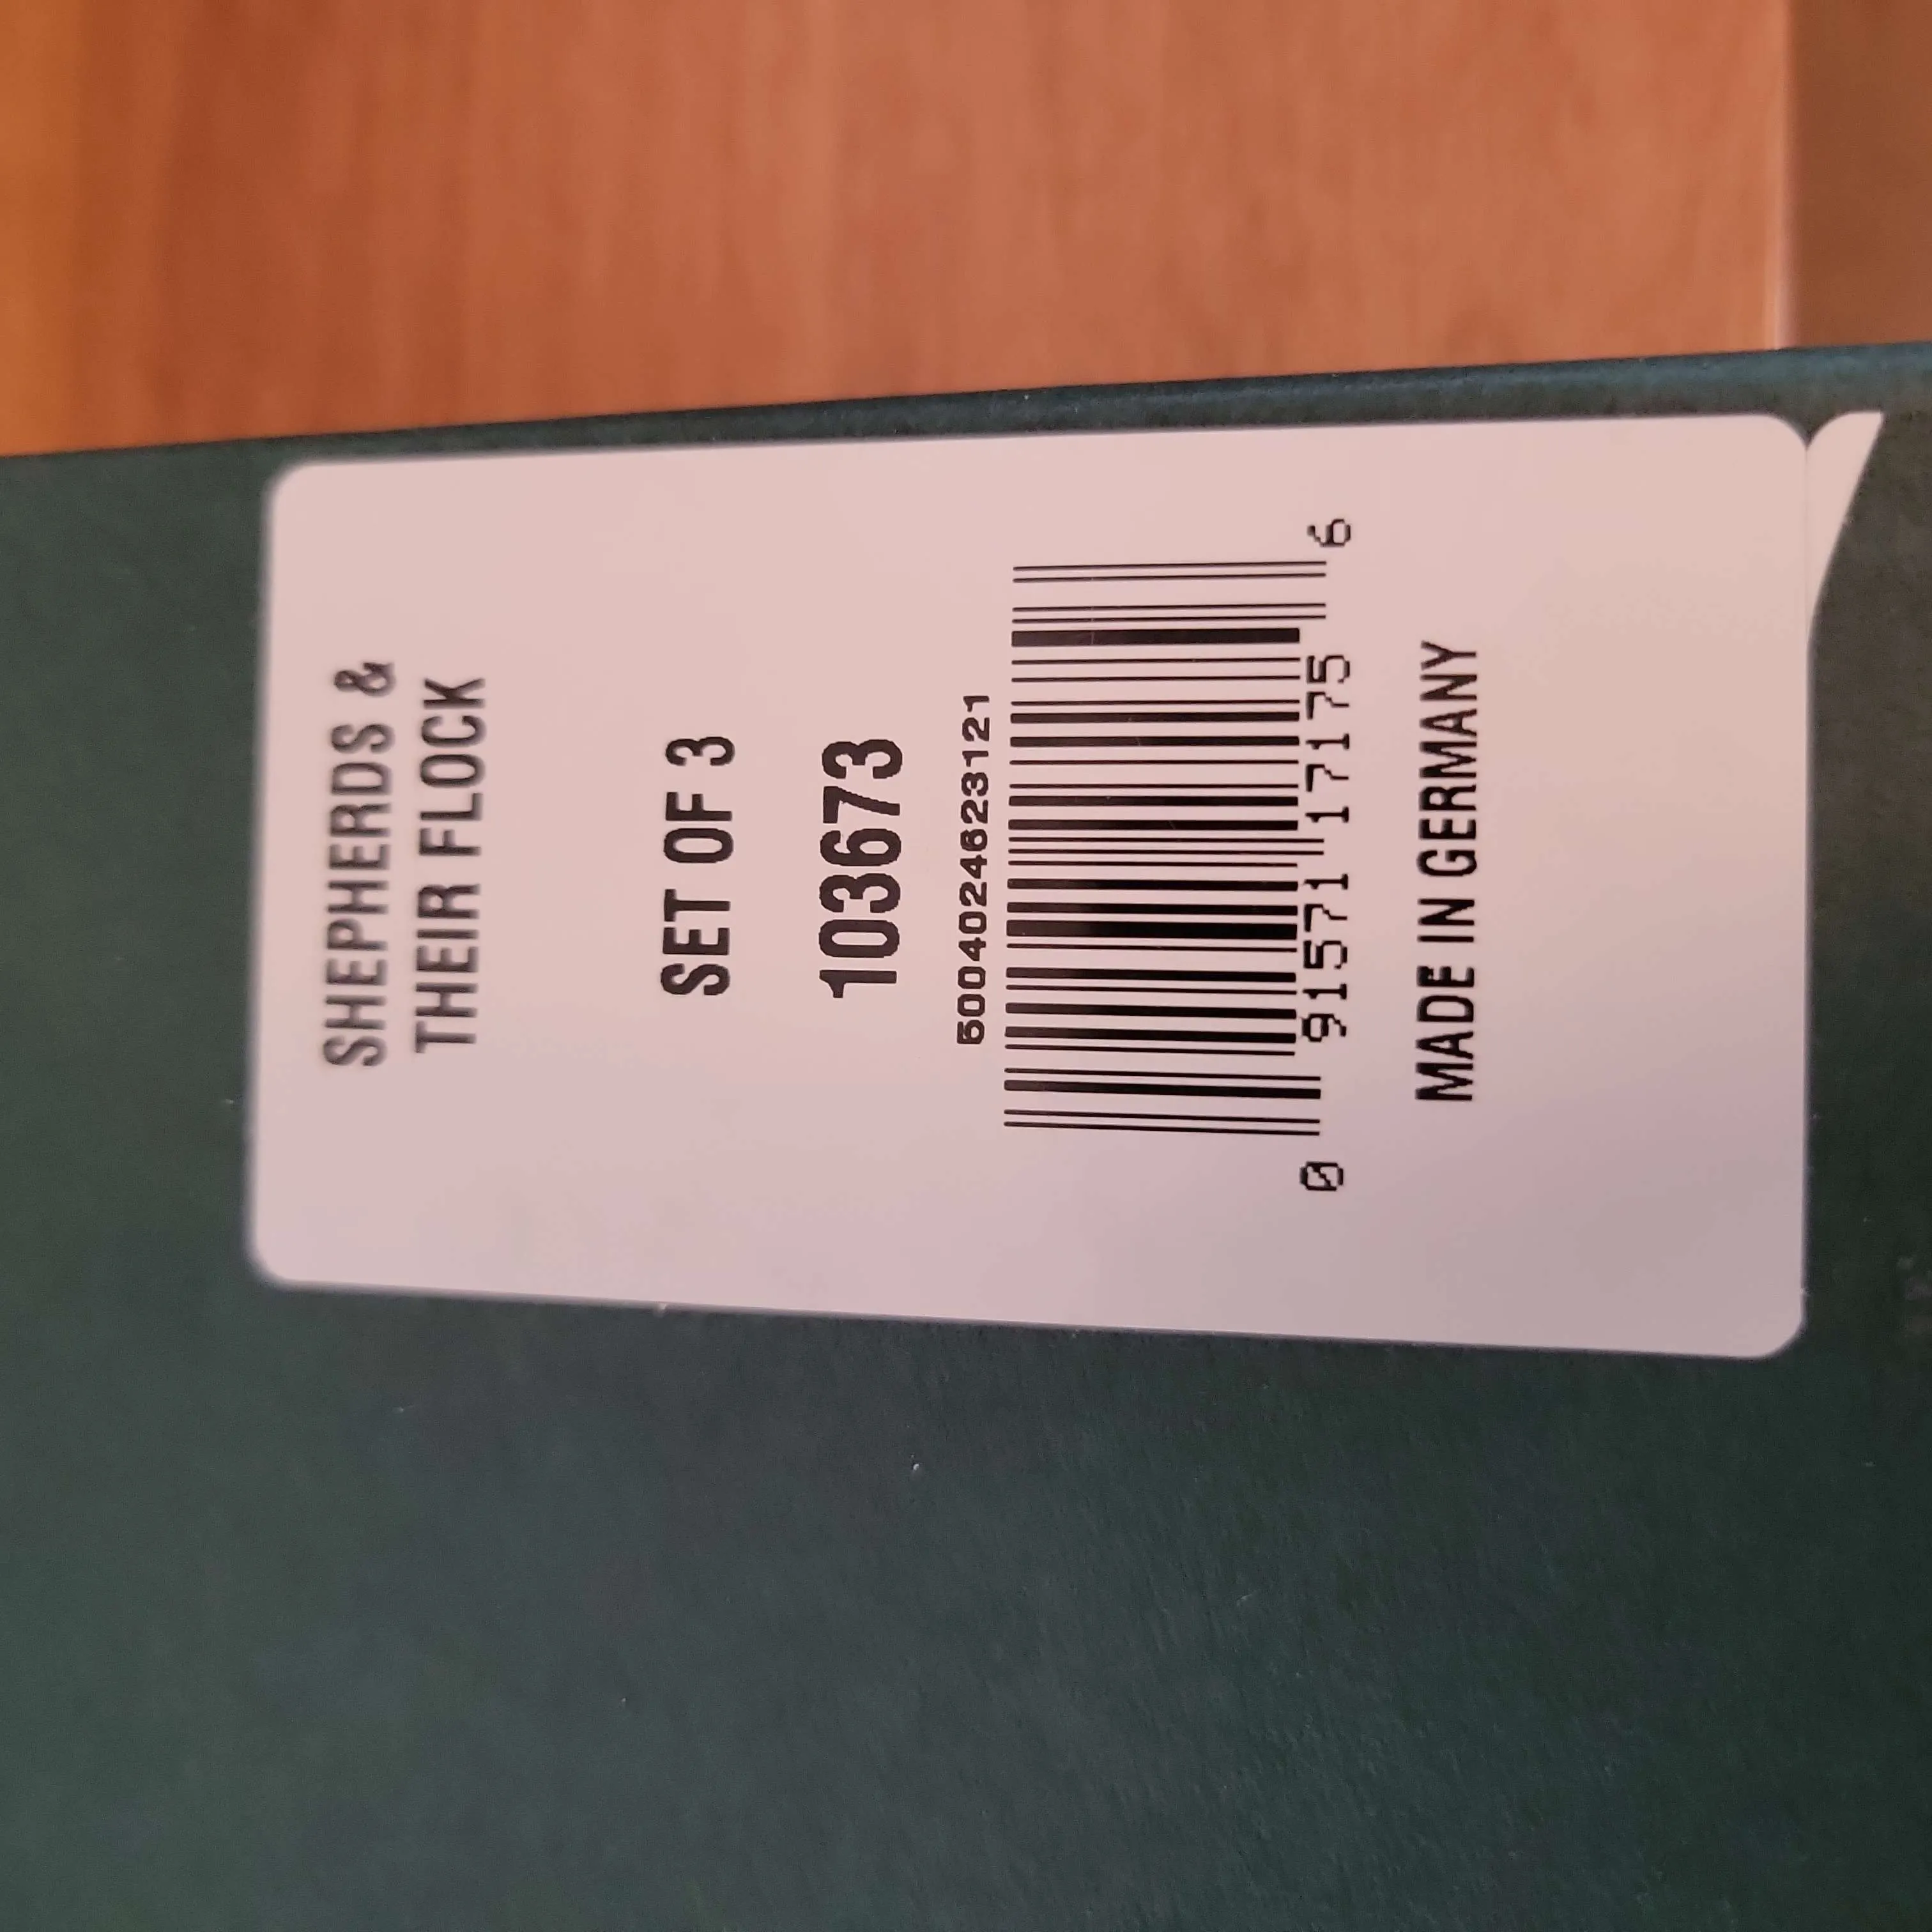 SHEPHERDS &
THEIR FLOCK
SET OF 3
103673
5004024623121
0 91571 17175 6
MADE IN GERMANY